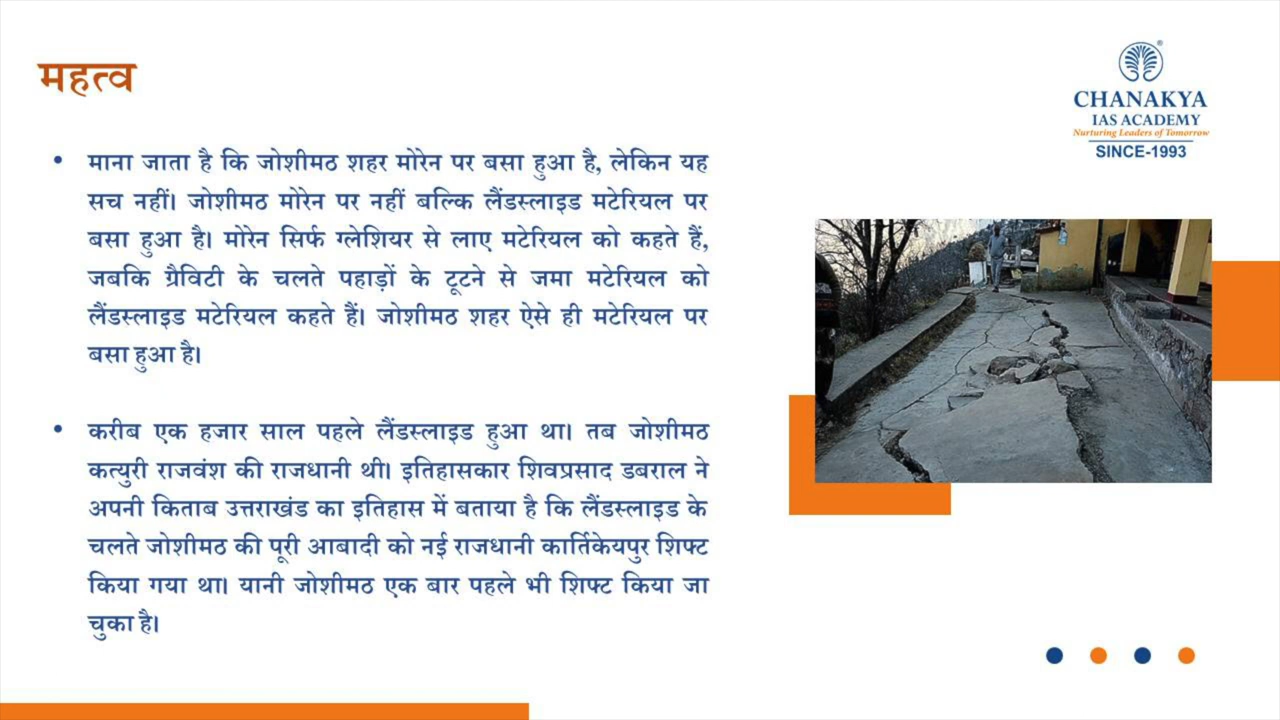 महत्व
CHANAKYA
IAS ACADEMY
Nurturing Leaders of Tomorrow
SINCE-1993
• माना जाता है कि जोशीमठ शहर मोरेन पर बसा हुआ है, लेकिन यह
सच नहीं। जोशीमठ मोरेन पर नहीं बल्कि लैंडस्लाइड मटेरियल पर
बसा हुआ है। मोरेन सिर्फ ग्लेशियर से लाए मटेरियल को कहते हैं,
जबकि ग्रैविटी के चलते पहाड़ों के टूटने से जमा मटेरियल को
लैंडस्लाइड मटेरियल कहते हैं। जोशीमठ शहर ऐसे ही मटेरियल पर
बसा हुआ है।
• करीब एक हजार साल पहले लैंडस्लाइड हुआ था। तब जोशीमठ
कत्युरी राजवंश की राजधानी थी। इतिहासकार शिवप्रसाद डबराल ने
अपनी किताब उत्तराखंड का इतिहास में बताया है कि लैंडस्लाइड के
चलते जोशीमठ की पूरी आबादी को नई राजधानी कार्तिकेयपुर शिफ्ट
किया गया था। यानी जोशीमठ एक बार पहले भी शिफ्ट किया जा
चुका है।